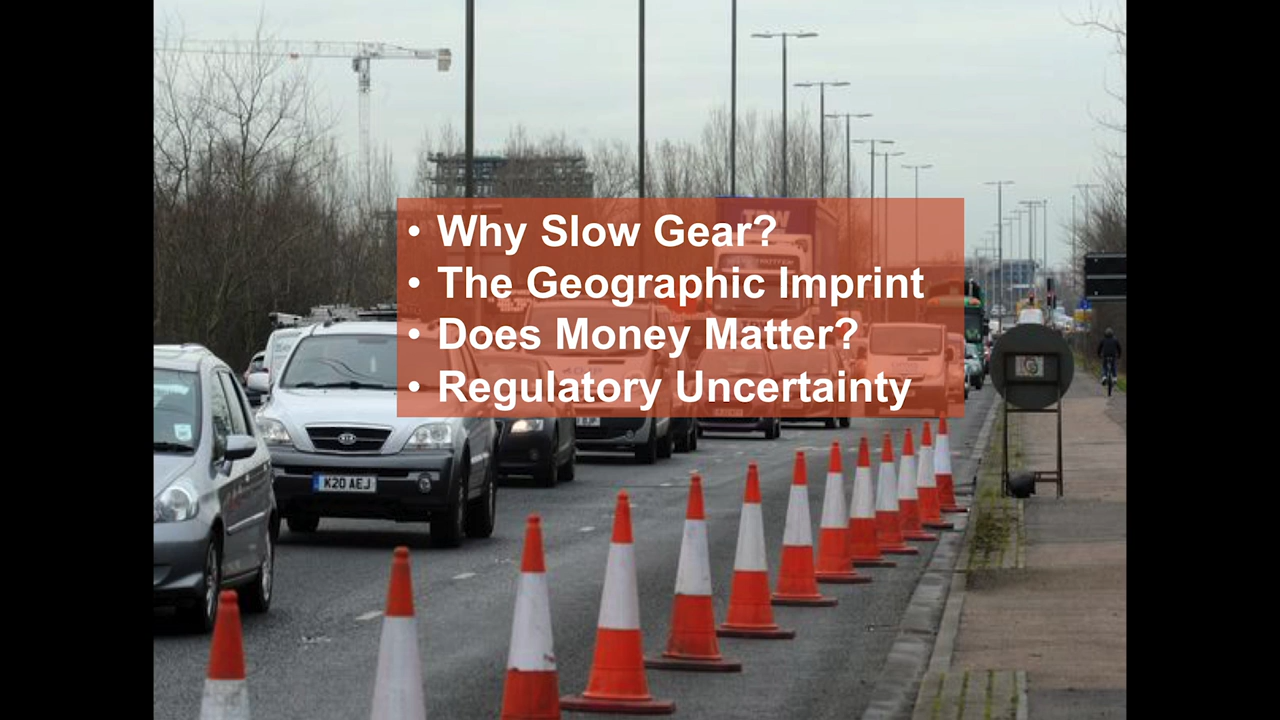 • Why Slow Gear?
• The Geographic Imprint
• Does Money Matter?
• Regulatory Uncertainty
K20 AEJ